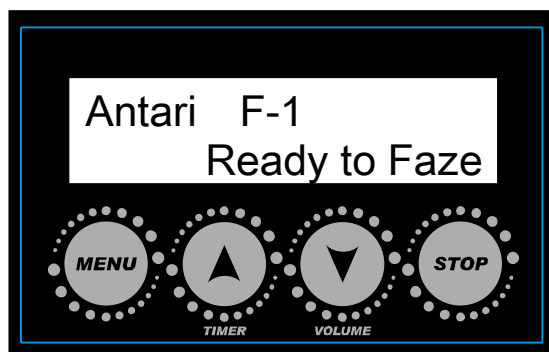 Antari F-1
Ready to Faze
MENU
STOP
TIMER
VOLUME